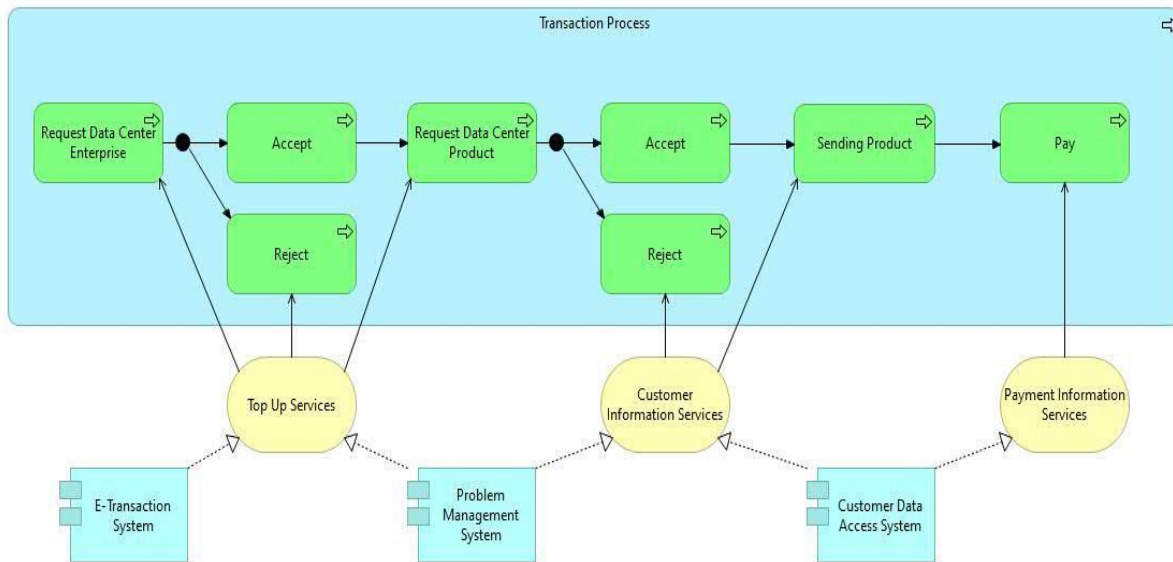 Transaction Process
Request Data Center
Enterprise
Accept
Request Data Center
Product
Accept
Sending Product
Pay
Reject
Reject
Top Up Services
Customer
Information Services
Payment Information
Services
E-Transaction
System
Problem
Management
System
Customer Data
Access System